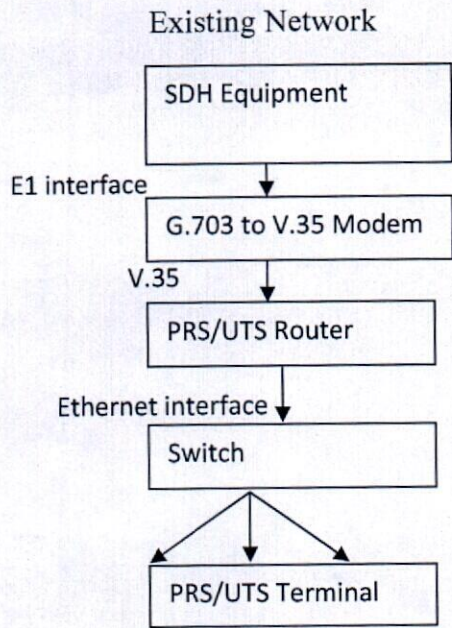 Existing Network
SDH Equipment
E1 interface
G.703 to V.35 Modem
V.35
PRS/UTS Router
Ethernet interface
Switch
PRS/UTS Terminal